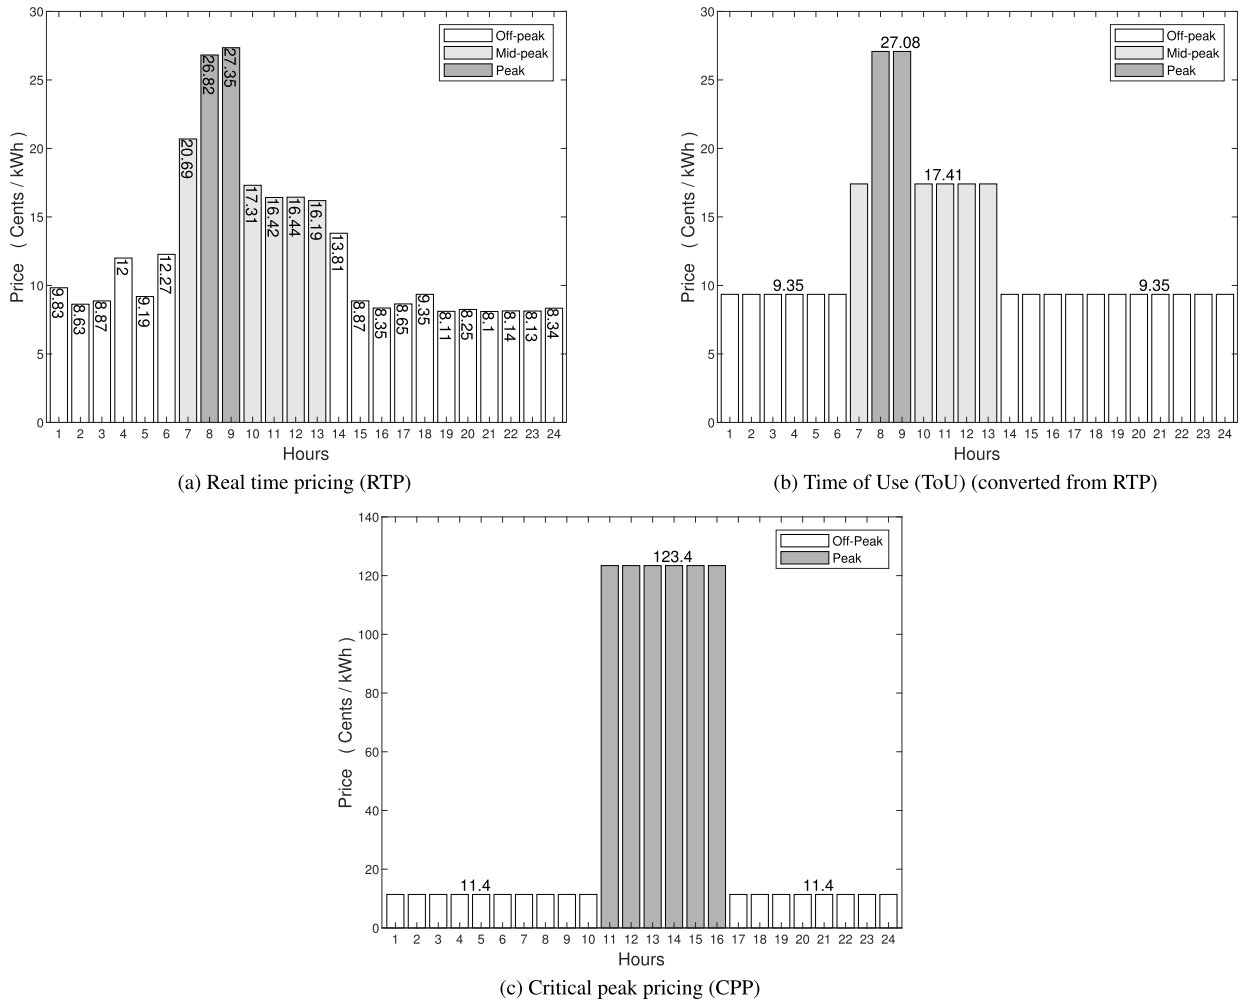 30
25
20
15
10
5
0
Price ( Cents / kWh )
Off-peak
Mid-peak
Peak
9.83
8.63
8.87
12
9.19
12.27
20.69
26.82
27.35
17.31
16.42
16.44
16.19
13.81
8.87
8.35
8.65
9.35
8.11
8.25
8.1
8.14
8.13
8.34
1 2 3 4 5 6 7 8 9 10 11 12 13 14 15 16 17 18 19 20 21 22 23 24
Hours
(a) Real time pricing (RTP)
30
25
20
15
10
5
0
Price ( Cents / kWh )
Off-peak
Mid-peak
Peak
27.08
17.41
9.35 9.35
1 2 3 4 5 6 7 8 9 10 11 12 13 14 15 16 17 18 19 20 21 22 23 24
Hours
(b) Time of Use (ToU) (converted from RTP)
140
120
100
80
60
40
20
0
Price ( Cents / kWh )
Off-Peak
Peak
123.4
11.4 11.4
1 2 3 4 5 6 7 8 9 10 11 12 13 14 15 16 17 18 19 20 21 22 23 24
Hours
(c) Critical peak pricing (CPP)